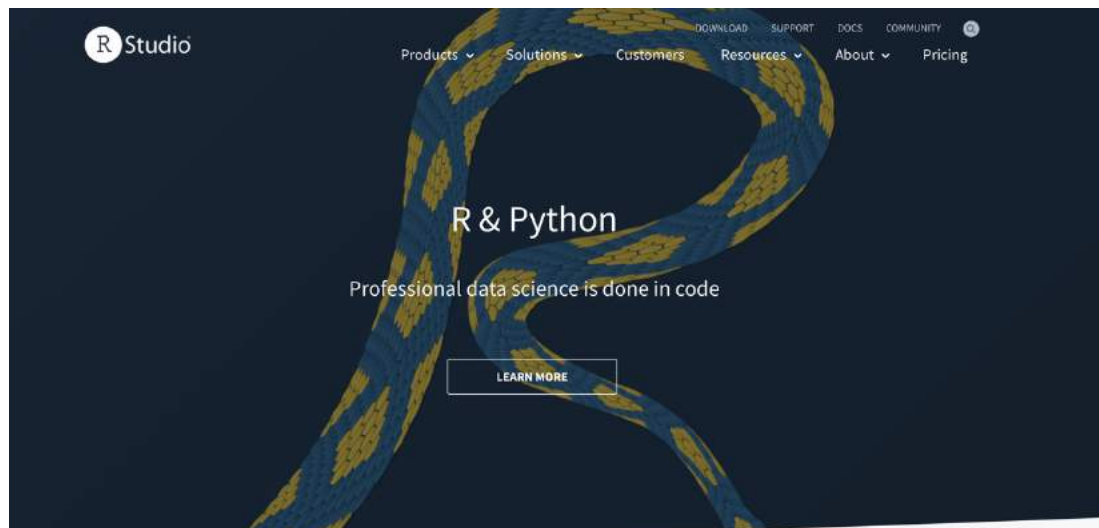 R Studio
DOWNLOAD SUPPORT DOCS COMMUNITY
Products Solutions Customers Resources About Pricing
R & Python
Professional data science is done in code
LEARN MORE